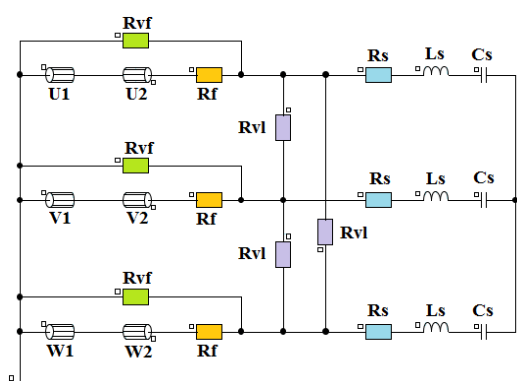 Rvf
Rs Ls Cs
U1 U2 Rf
Rvl
Rvf
Rs Ls Cs
V1 V2 Rf
Rvl
Rvl
Rvf
Rs Ls Cs
W1 W2 Rf